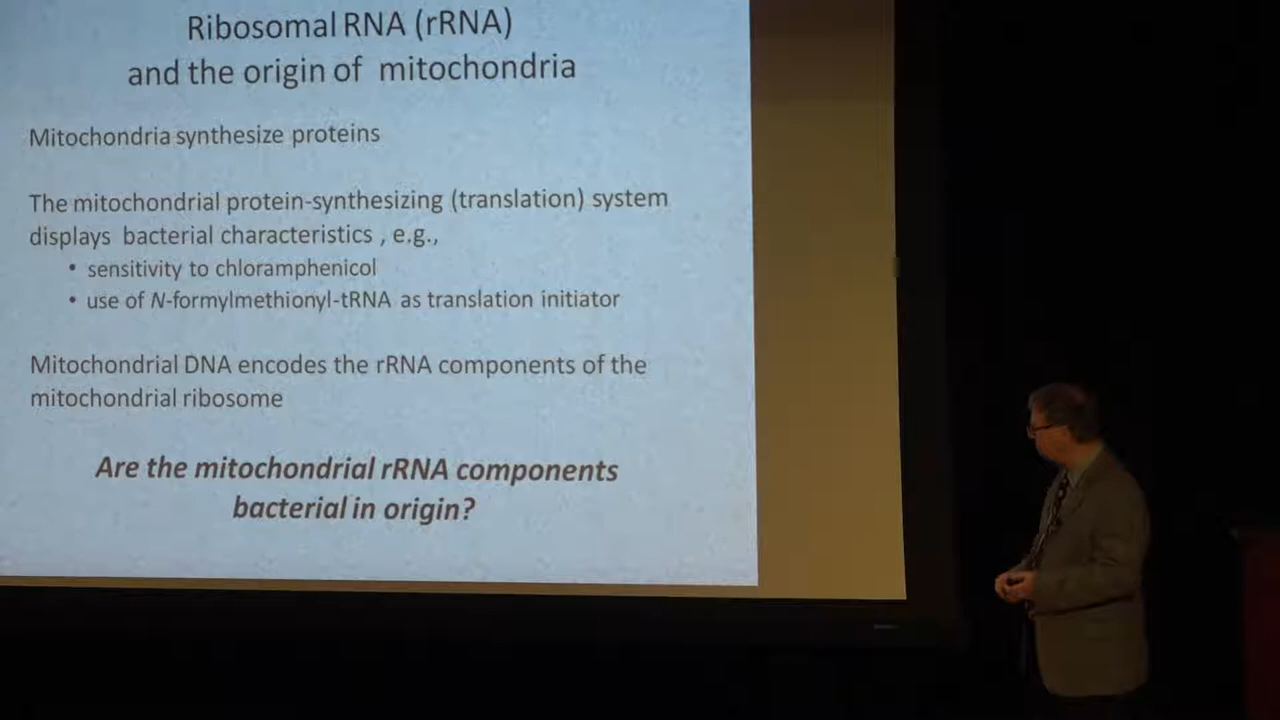 Ribosomal RNA (rRNA)
and the origin of mitochondria
Mitochondria synthesize proteins
The mitochondrial protein-synthesizing (translation) system
displays bacterial characteristics , e.g.,
• sensitivity to chloramphenicol
• use of N-formylmethionyl-tRNA as translation initiator
Mitochondrial DNA encodes the rRNA components of the
mitochondrial ribosome
Are the mitochondrial rRNA components
bacterial in origin?